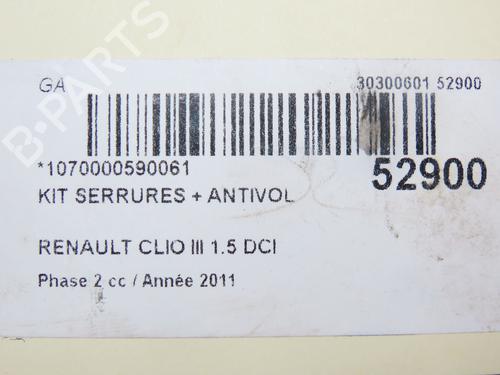 GA
30300601 52900
*1070000590061
52900
KIT SERRURES + ANTIVOL
RENAULT CLIO III 1.5 DCI
Phase 2 cc / Année 2011
B-PARTS